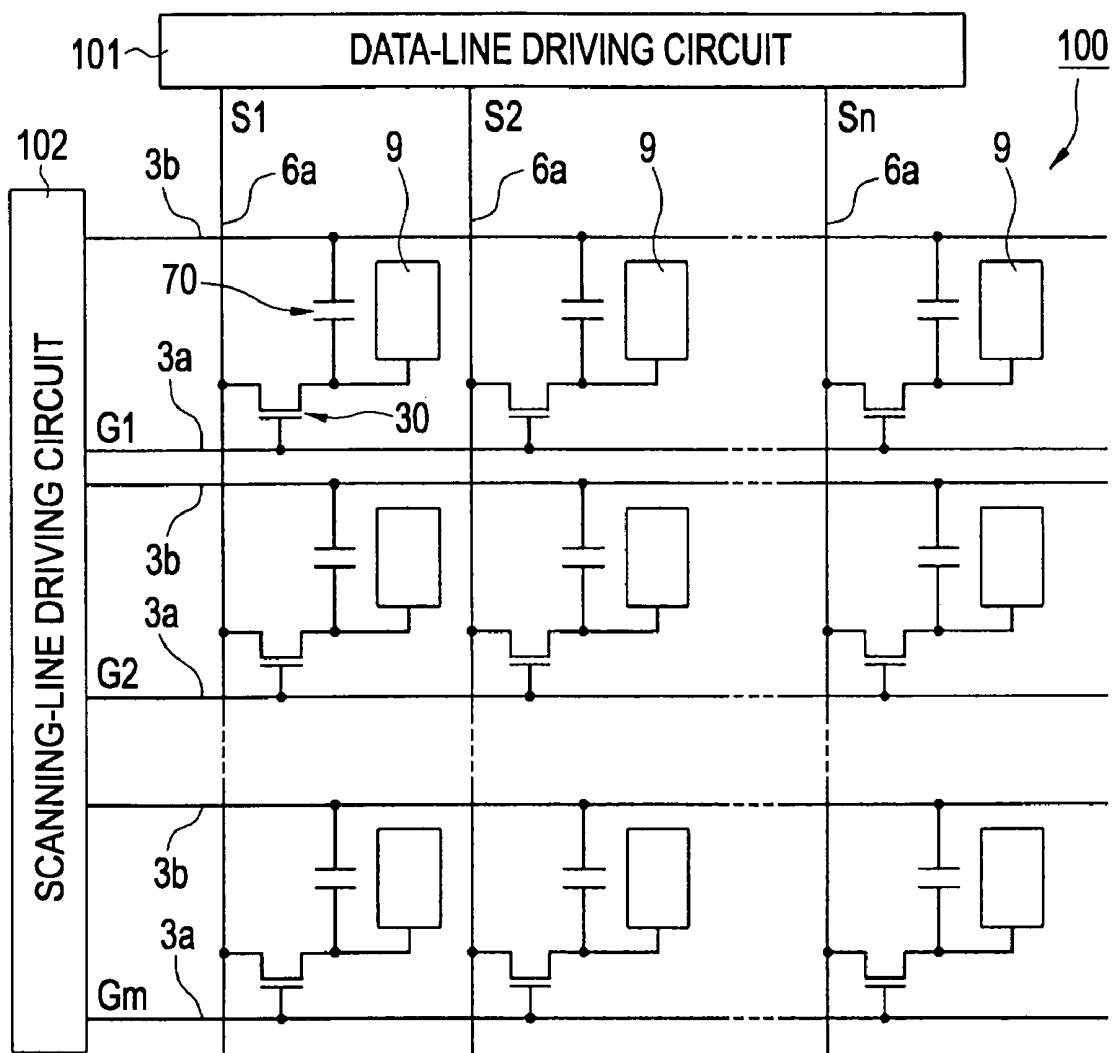 101
DATA-LINE DRIVING CIRCUIT
100
S1
S2
Sn
102
3b
6a
9
6a
9
6a
9
70
3a
30
G1
3b
3a
G2
3b
3a
Gm
SCANNING-LINE DRIVING CIRCUIT